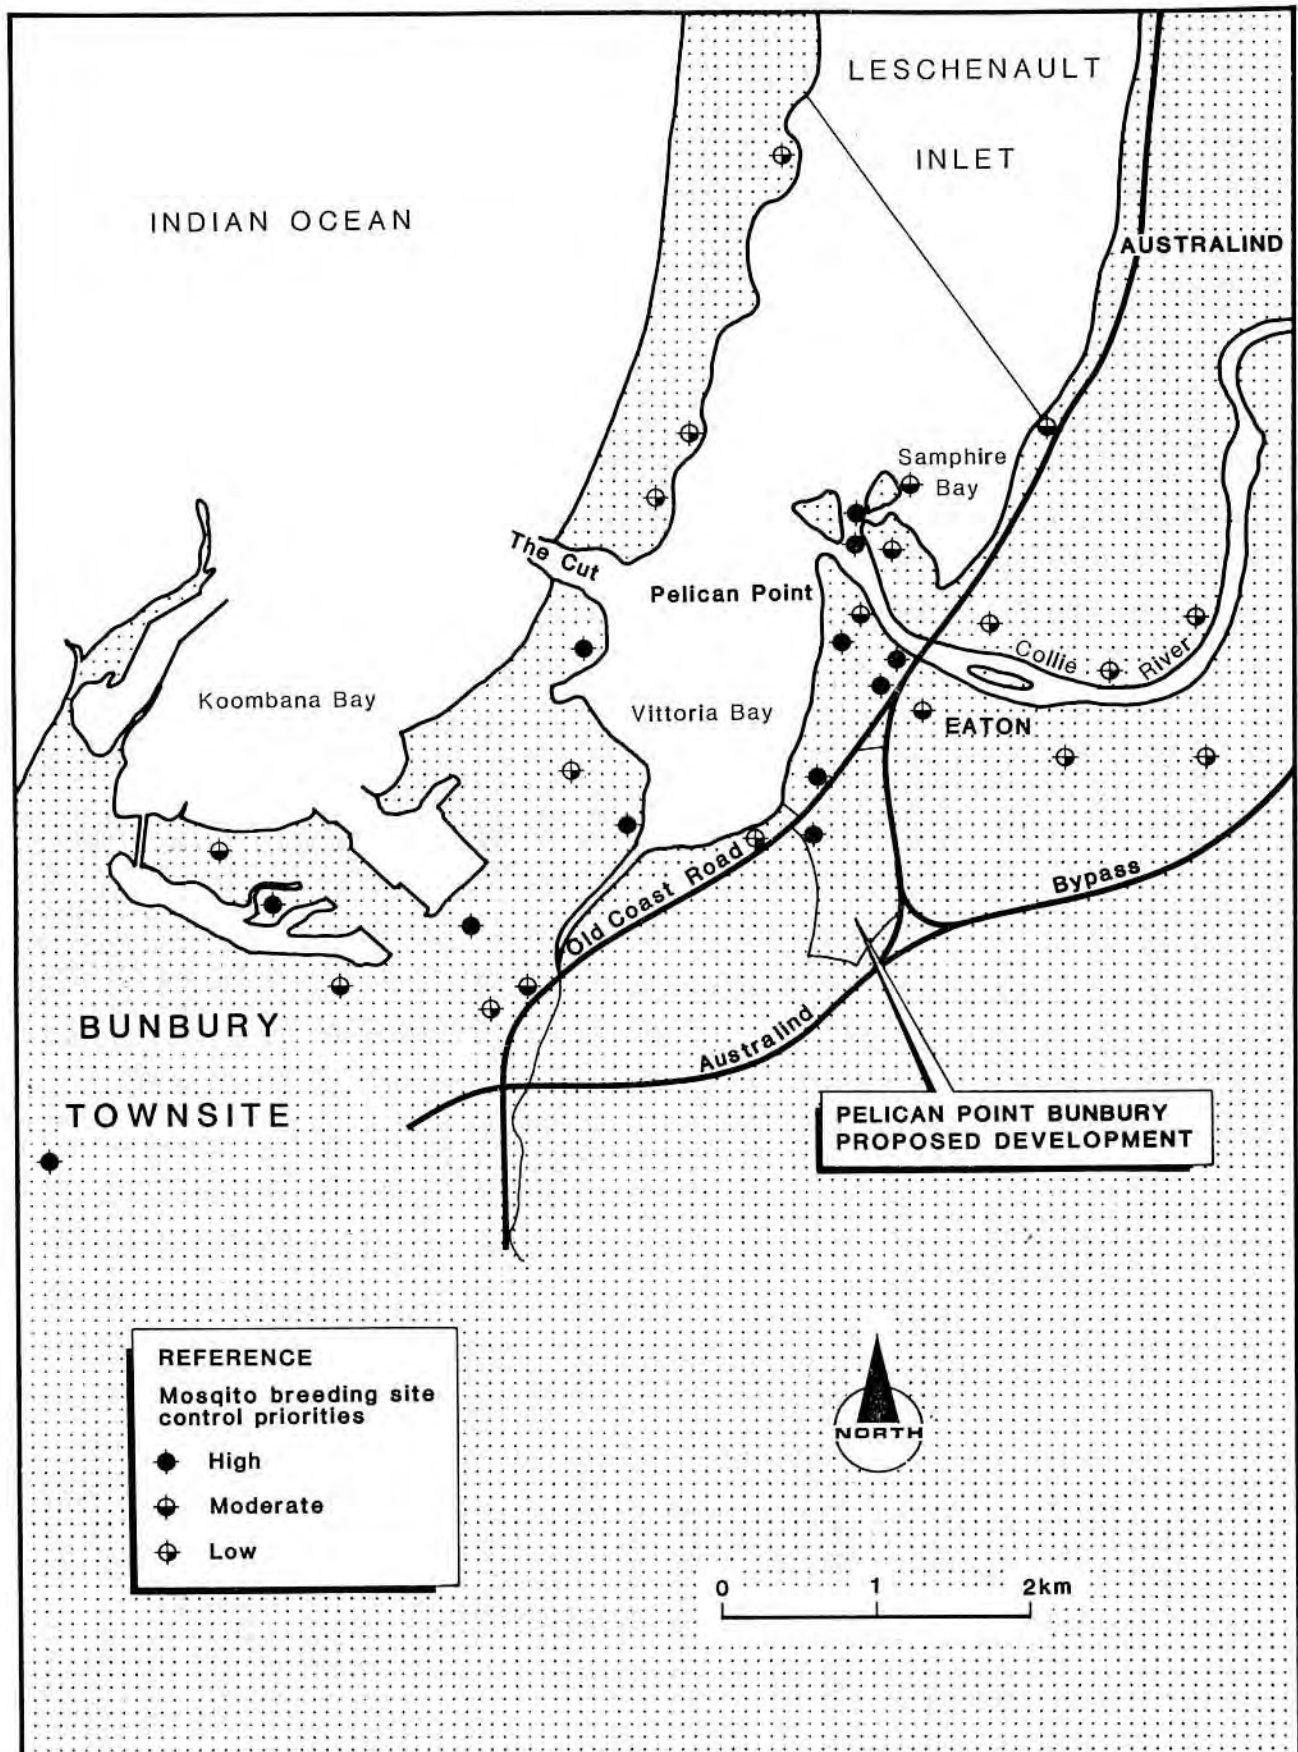 LESCHENAULT
INLET
INDIAN OCEAN
AUSTRALIND
Samphire
Bay
The Cut
Pelican Point
Collie River
Koombana Bay
Vittoria Bay
EATON
Old Coast Road
Bypass
BUNBURY
TOWNSITE
Australind
PELICAN POINT BUNBURY
PROPOSED DEVELOPMENT
REFERENCE
Mosqito breeding site
control priorities
High
Moderate
Low
NORTH
0 1 2km